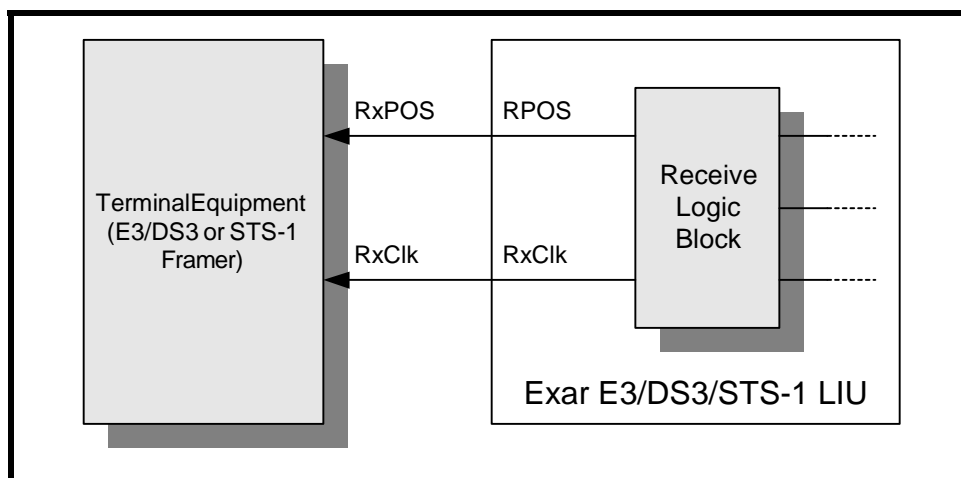 RxPOS
RPOS
TerminalEquipment
(E3/DS3 or STS-1
Framer)
Receive
Logic
Block
RxClk
RxClk
Exar E3/DS3/STS-1 LIU